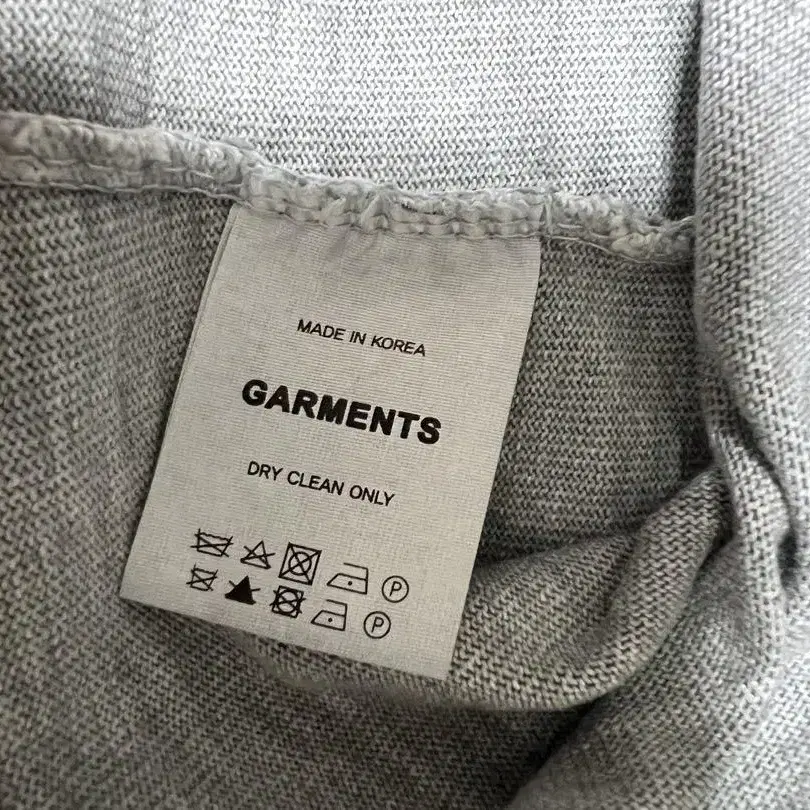 MADE IN KOREA
GARMENTS
DRY CLEAN ONLY
P
P